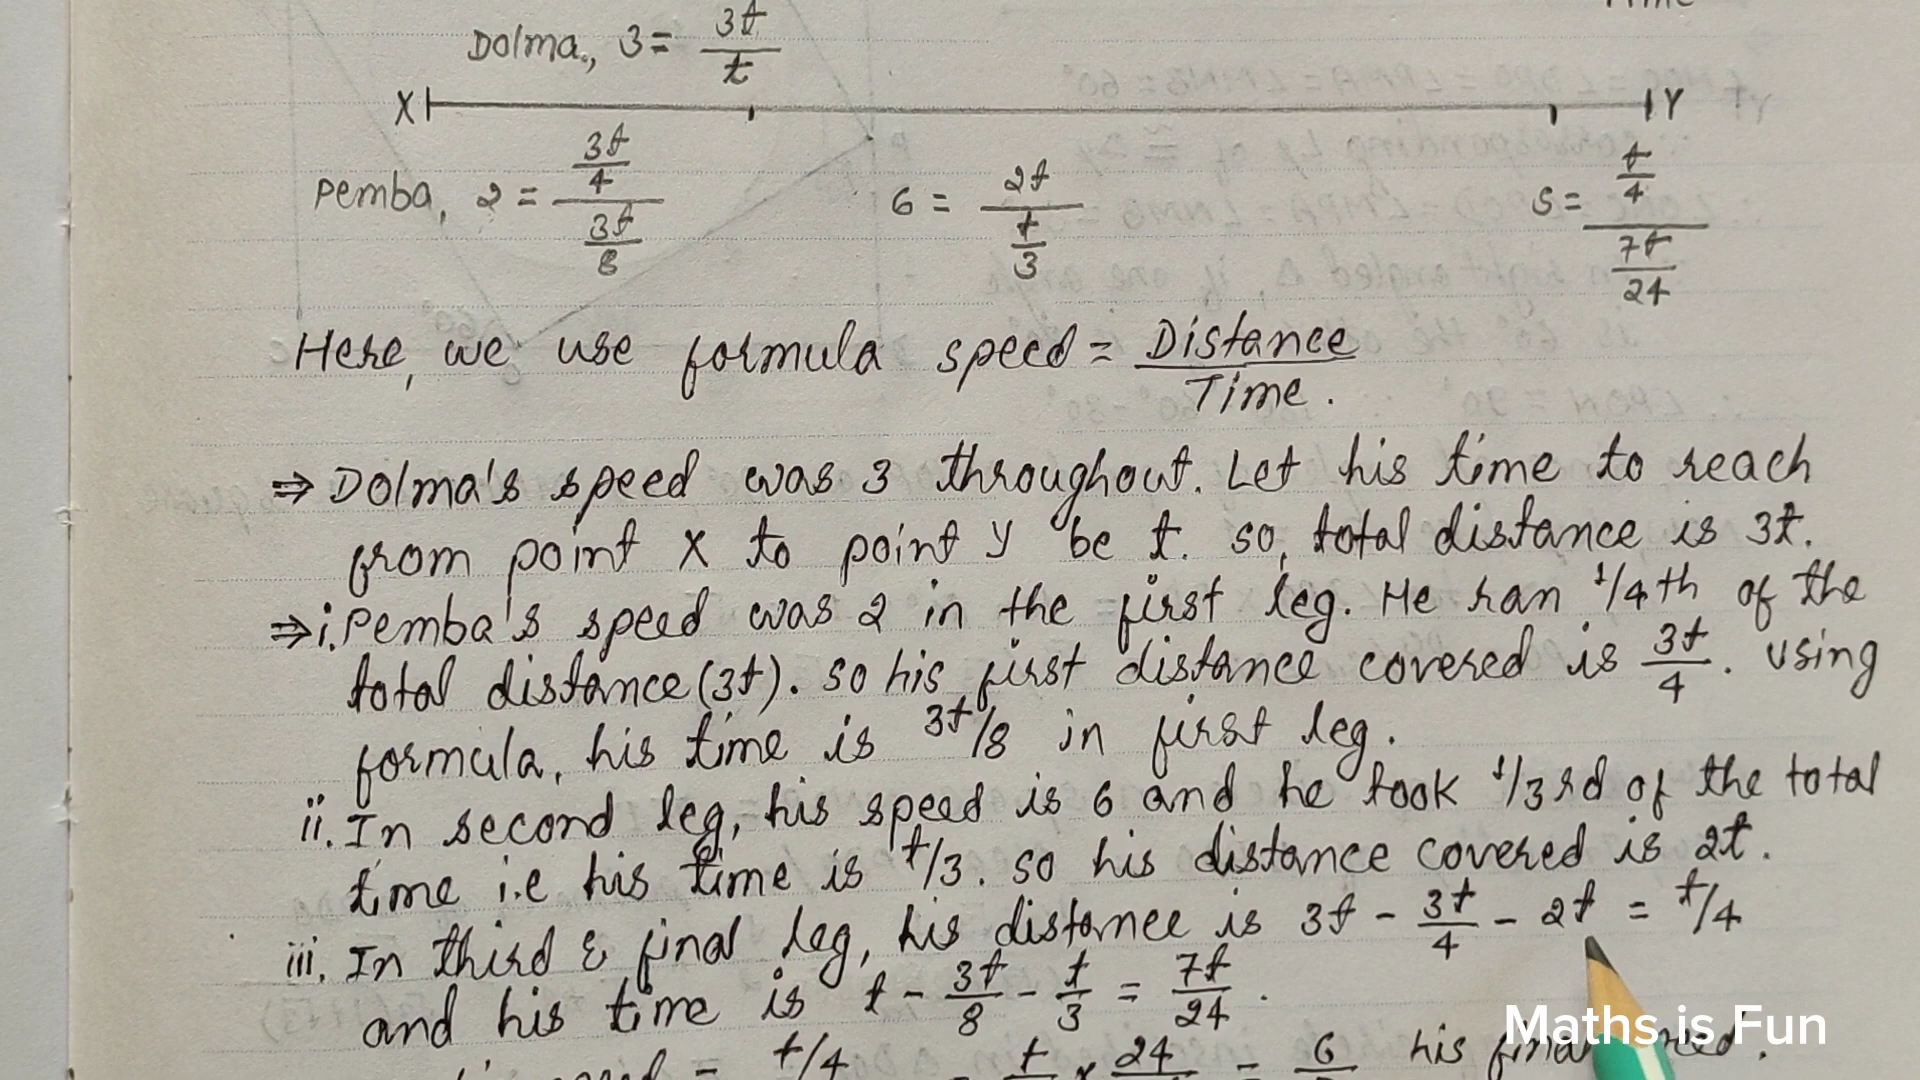 Time
Dolma, 3 = 3t/t
X Y
Pemba, 2 = (3t/4)/(3t/8) 6 = 2t/(t/3) S = (t/4)/(7t/24)
Here, we use formula speed = Distance/Time.
⇒ Dolma's speed was 3 throughout. Let his time to reach
from point X to point Y be t. so, total distance is 3t.
⇒ i. Pemba's speed was 2 in the first leg. He ran 1/4th of the
total distance (3t). so his first distance covered is 3t/4. Using
formula, his time is 3t/8 in first leg.
ii. In second leg, his speed is 6 and he took 1/3rd of the total
time i.e his time is t/3. so his distance covered is 2t.
iii. In third & final leg, his distance is 3t - 3t/4 - 2t = t/4
and his time is t - 3t/8 - t/3 = 7t/24.
= t/4 = t × 24 = 6 his
Maths is Fun